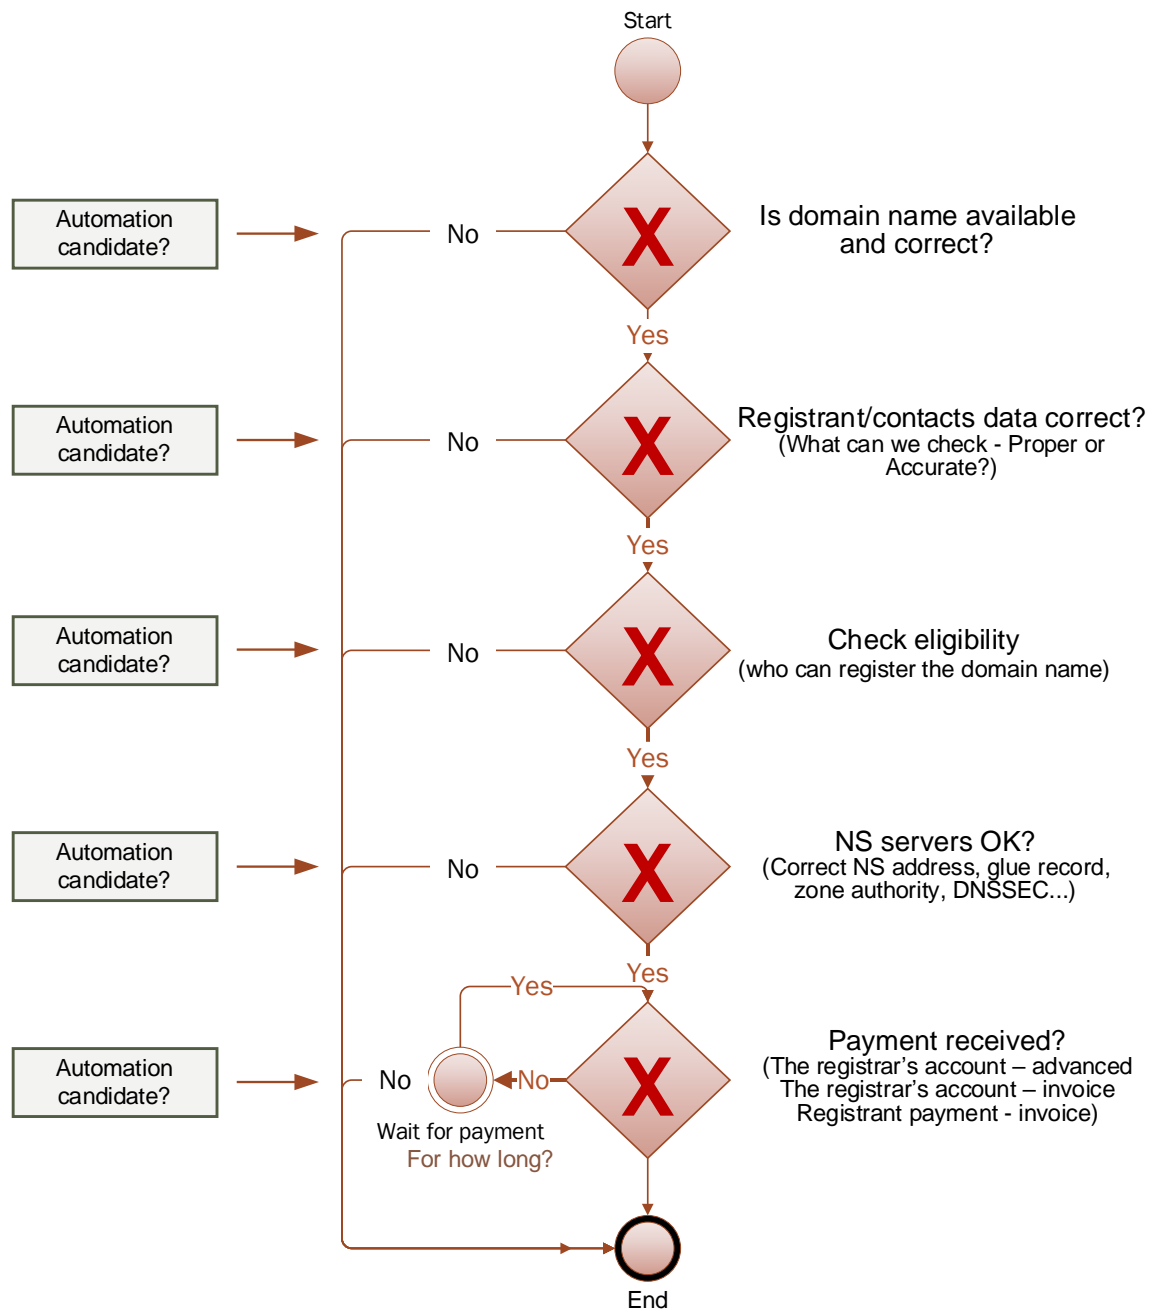 Start
Automation
candidate?
No
X
Is domain name available
and correct?
Yes
Automation
candidate?
No
X
Registrant/contacts data correct?
(What can we check - Proper or
Accurate?)
Yes
Automation
candidate?
No
X
Check eligibility
(who can register the domain name)
Yes
Automation
candidate?
No
X
NS servers OK?
(Correct NS address, glue record,
zone authority, DNSSEC...)
Yes
Yes
Automation
candidate?
No
No
X
Payment received?
(The registrar’s account – advanced
The registrar’s account – invoice
Registrant payment - invoice)
Wait for payment
For how long?
End